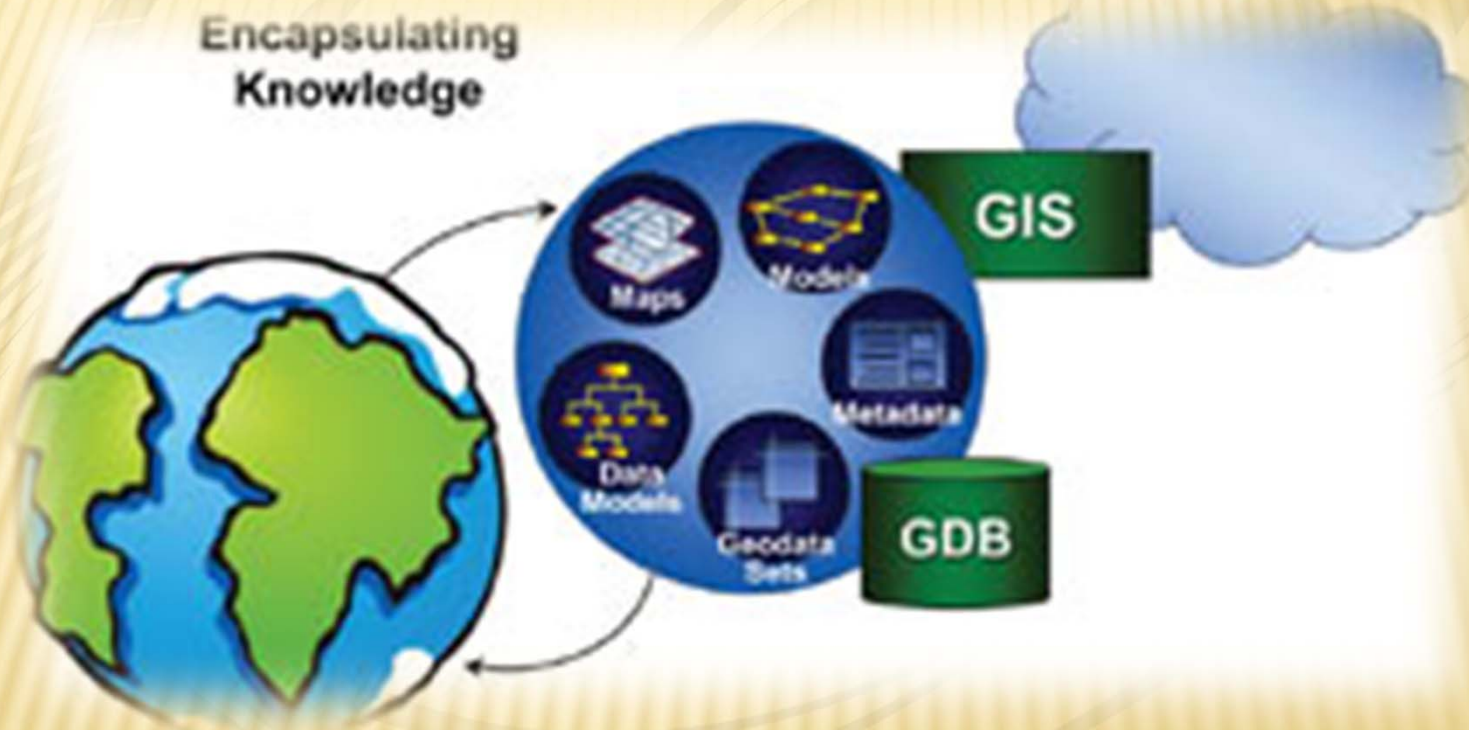 Encapsulating
Knowledge
GIS
Models
Maps
Metadata
Data
Models
Geodata
Sets
GDB